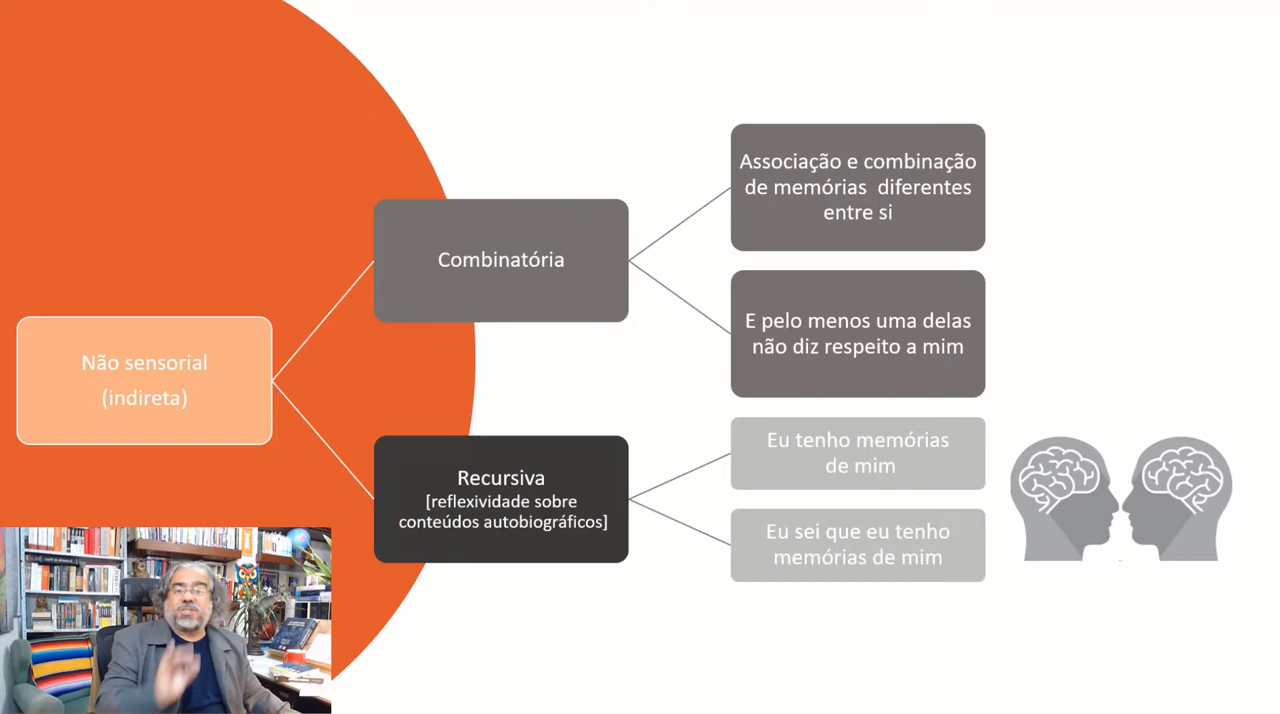 Não sensorial
(indireta)
Combinatória
Associação e combinação
de memórias diferentes
entre si
E pelo menos uma delas
não diz respeito a mim
Recursiva
[reflexividade sobre
conteúdos autobiográficos]
Eu tenho memórias
de mim
Eu sei que eu tenho
memórias de mim